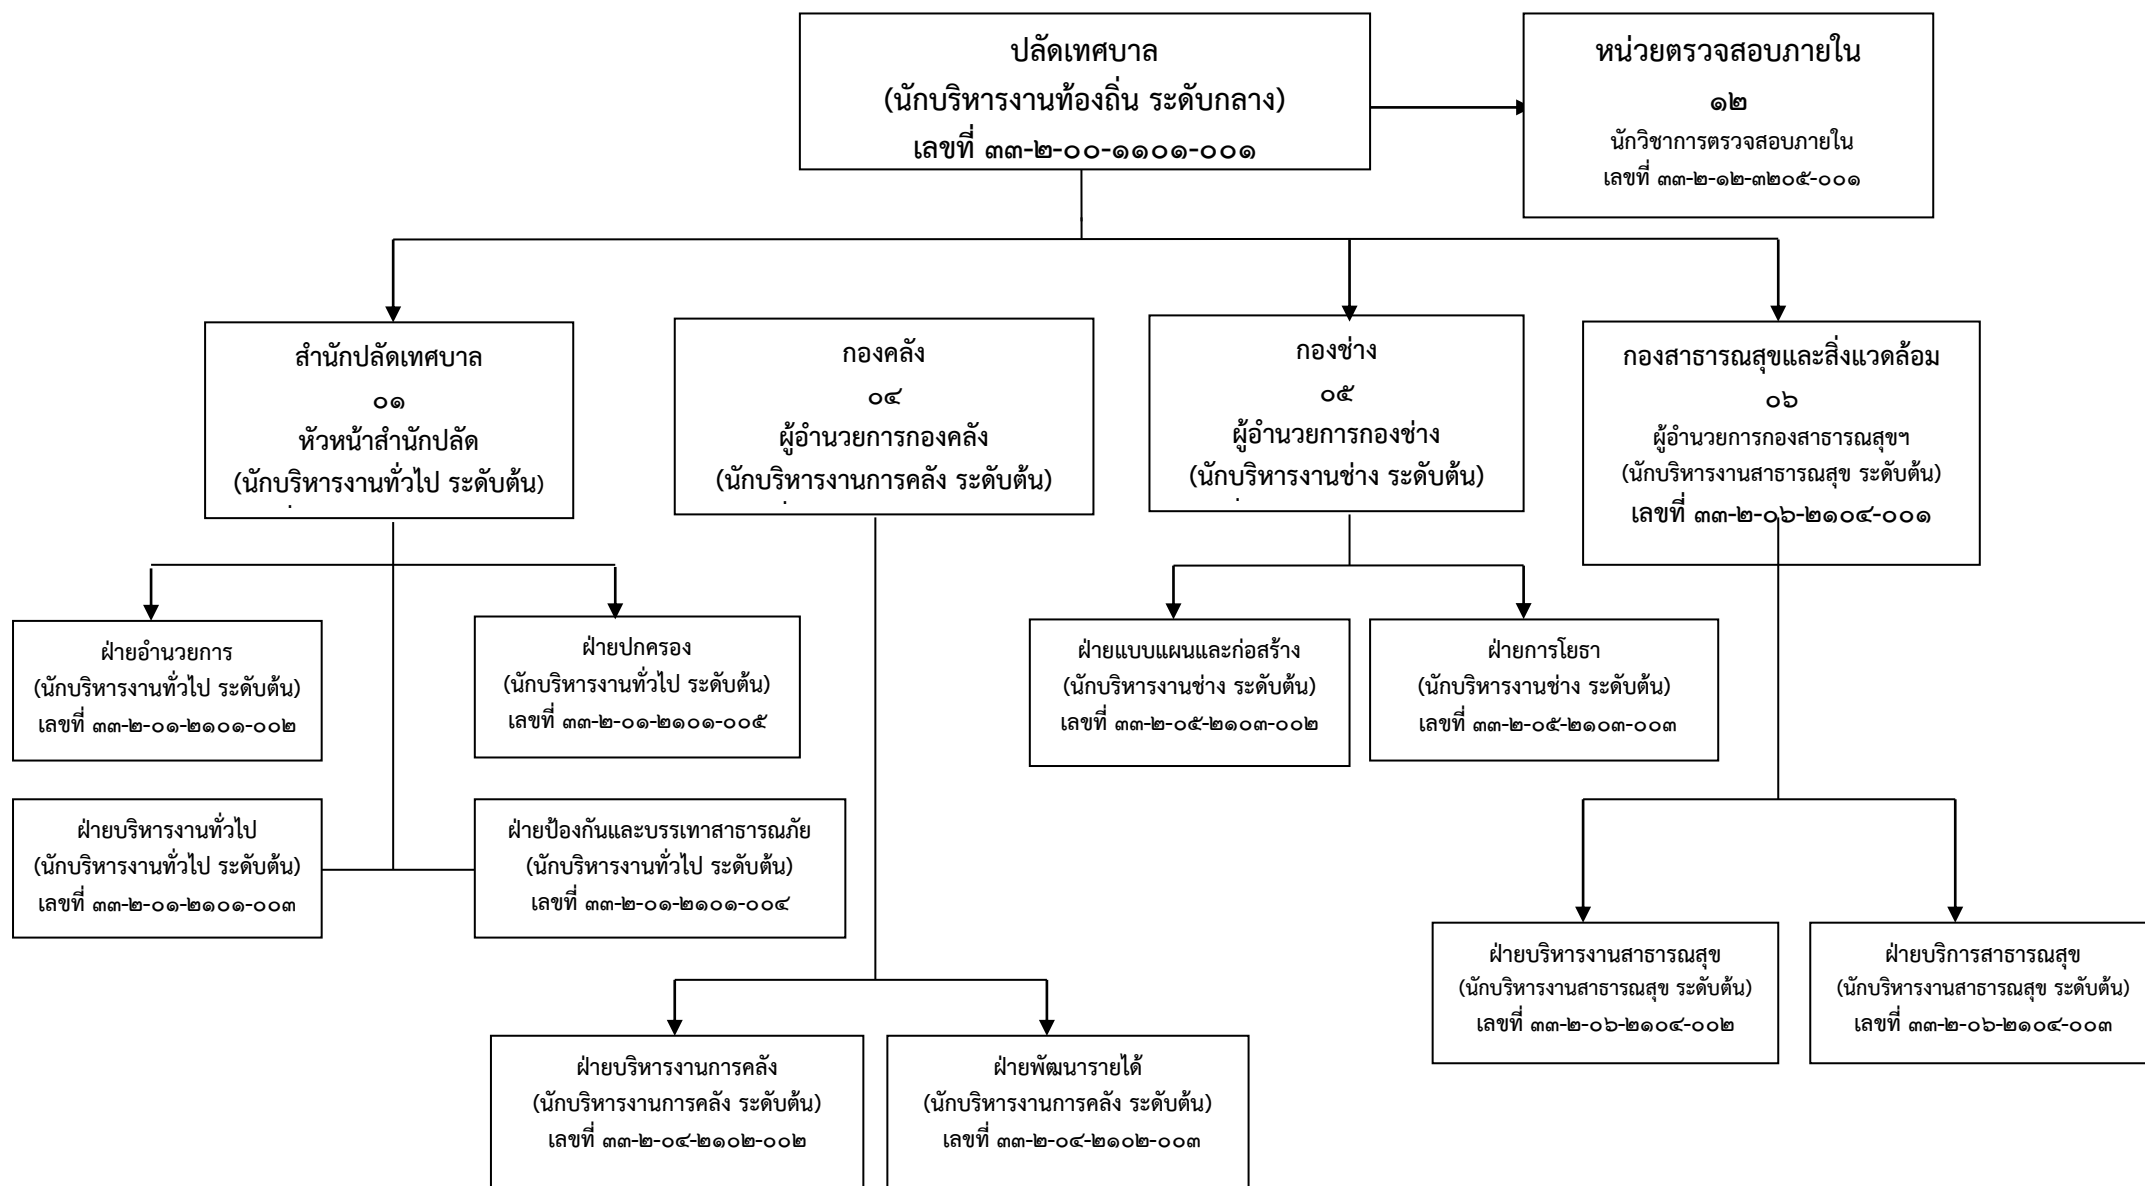 ปลัดเทศบาล
(นักบริหารงานท้องถิ่น ระดับกลาง)
เลขที่ ๓๓-๒-๐๐-๑๑๐๑-๐๐๑
หน่วยตรวจสอบภายใน
๑๒
นักวิชาการตรวจสอบภายใน
เลขที่ ๓๓-๒-๑๒-๓๒๐๕-๐๐๑
สำนักปลัดเทศบาล
๐๑
หัวหน้าสำนักปลัด
(นักบริหารงานทั่วไป ระดับต้น)
กองคลัง
๐๔
ผู้อำนวยการกองคลัง
(นักบริหารงานการคลัง ระดับต้น)
กองช่าง
๐๕
ผู้อำนวยการกองช่าง
(นักบริหารงานช่าง ระดับต้น)
กองสาธารณสุขและสิ่งแวดล้อม
๐๖
ผู้อำนวยการกองสาธารณสุขฯ
(นักบริหารงานสาธารณสุข ระดับต้น)
เลขที่ ๓๓-๒-๐๖-๒๑๐๔-๐๐๑
ฝ่ายอำนวยการ
(นักบริหารงานทั่วไป ระดับต้น)
เลขที่ ๓๓-๒-๐๑-๒๑๐๑-๐๐๒
ฝ่ายปกครอง
(นักบริหารงานทั่วไป ระดับต้น)
เลขที่ ๓๓-๒-๐๑-๒๑๐๑-๐๐๕
ฝ่ายแบบแผนและก่อสร้าง
(นักบริหารงานช่าง ระดับต้น)
เลขที่ ๓๓-๒-๐๕-๒๑๐๓-๐๐๒
ฝ่ายการโยธา
(นักบริหารงานช่าง ระดับต้น)
เลขที่ ๓๓-๒-๐๕-๒๑๐๓-๐๐๓
ฝ่ายบริหารงานทั่วไป
(นักบริหารงานทั่วไป ระดับต้น)
เลขที่ ๓๓-๒-๐๑-๒๑๐๑-๐๐๓
ฝ่ายป้องกันและบรรเทาสาธารณภัย
(นักบริหารงานทั่วไป ระดับต้น)
เลขที่ ๓๓-๒-๐๑-๒๑๐๑-๐๐๔
ฝ่ายบริหารงานสาธารณสุข
(นักบริหารงานสาธารณสุข ระดับต้น)
เลขที่ ๓๓-๒-๐๖-๒๑๐๔-๐๐๒
ฝ่ายบริการสาธารณสุข
(นักบริหารงานสาธารณสุข ระดับต้น)
เลขที่ ๓๓-๒-๐๖-๒๑๐๔-๐๐๓
ฝ่ายบริหารงานการคลัง
(นักบริหารงานการคลัง ระดับต้น)
เลขที่ ๓๓-๒-๐๔-๒๑๐๒-๐๐๒
ฝ่ายพัฒนารายได้
(นักบริหารงานการคลัง ระดับต้น)
เลขที่ ๓๓-๒-๐๔-๒๑๐๒-๐๐๓